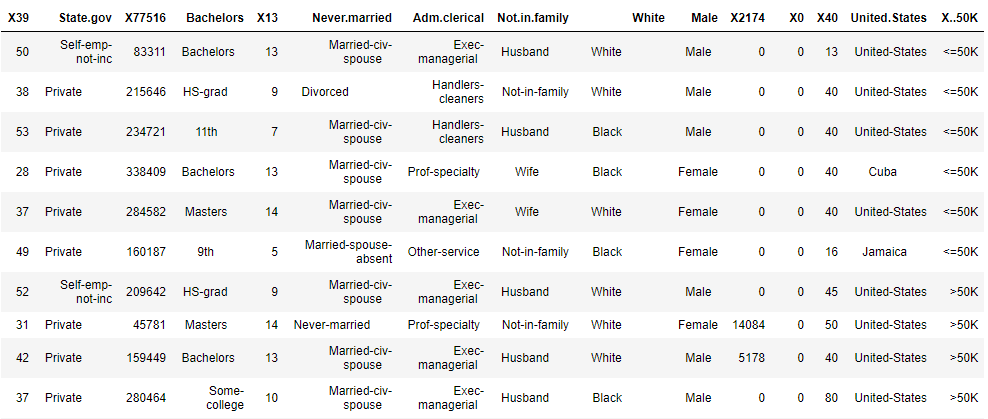 X39 State.gov X77516 Bachelors X13 Never.married Adm.clerical Not.in.family White Male X2174 X0 X40 United.States X..50K
50 Self-emp-not-inc 83311 Bachelors 13 Married-civ-spouse Exec-managerial Husband White Male 0 0 13 United-States <=50K
38 Private 215646 HS-grad 9 Divorced Handlers-cleaners Not-in-family White Male 0 0 40 United-States <=50K
53 Private 234721 11th 7 Married-civ-spouse Handlers-cleaners Husband Black Male 0 0 40 United-States <=50K
28 Private 338409 Bachelors 13 Married-civ-spouse Prof-specialty Wife Black Female 0 0 40 Cuba <=50K
37 Private 284582 Masters 14 Married-civ-spouse Exec-managerial Wife White Female 0 0 40 United-States <=50K
49 Private 160187 9th 5 Married-spouse-absent Other-service Not-in-family Black Female 0 0 16 Jamaica <=50K
52 Self-emp-not-inc 209642 HS-grad 9 Married-civ-spouse Exec-managerial Husband White Male 0 0 45 United-States >50K
31 Private 45781 Masters 14 Never-married Prof-specialty Not-in-family White Female 14084 0 50 United-States >50K
42 Private 159449 Bachelors 13 Married-civ-spouse Exec-managerial Husband White Male 5178 0 40 United-States >50K
37 Private 280464 Some-college 10 Married-civ-spouse Exec-managerial Husband Black Male 0 0 80 United-States >50K